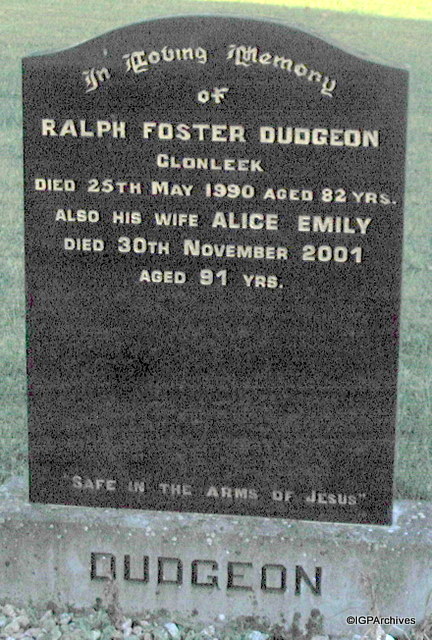 In Loving Memory
OF
RALPH FOSTER DUDGEON
GLONLEEK
DIED 25TH MAY 1990 AGED 82 YRS.
ALSO HIS WIFE ALICE EMILY
DIED 30TH NOVEMBER 2001
AGED 91 YRS.
"SAFE IN THE ARMS OF JESUS"
DUDGEON
©IGPArchives